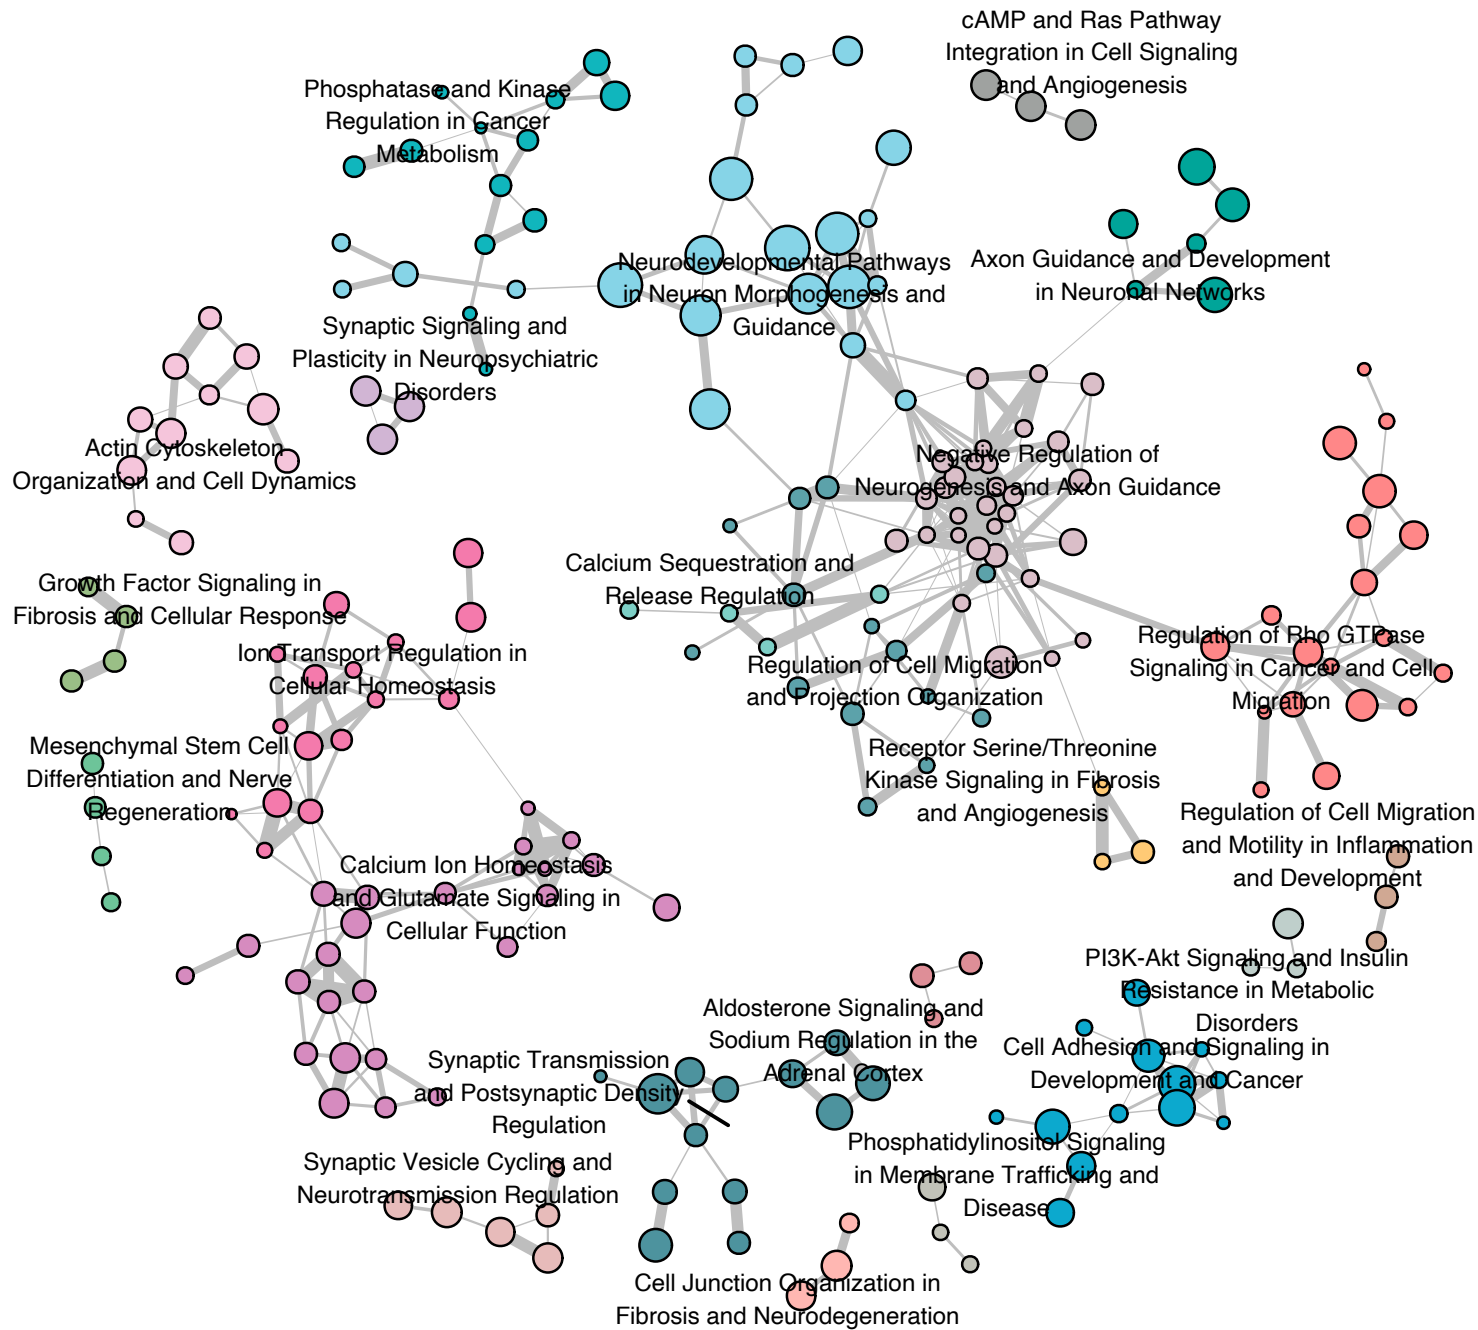 cAMP and Ras Pathway
Integration in Cell Signaling
and Angiogenesis
Phosphatase and Kinase
Regulation in Cancer
Metabolism
Neurodevelopmental Pathways
in Neuron Morphogenesis and
Guidance
Axon Guidance and Development
in Neuronal Networks
Synaptic Signaling and
Plasticity in Neuropsychiatric
Disorders
Actin Cytoskeleton
Organization and Cell Dynamics
Negative Regulation of
Neurogenesis and Axon Guidance
Calcium Sequestration and
Release Regulation
Growth Factor Signaling in
Fibrosis and Cellular Response
Ion Transport Regulation in
Cellular Homeostasis
Regulation of Cell Migration
and Projection Organization
Regulation of Rho GTPase
Signaling in Cancer and Cell
Migration
Mesenchymal Stem Cell
Differentiation and Nerve
Regeneration
Receptor Serine/Threonine
Kinase Signaling in Fibrosis
and Angiogenesis
Regulation of Cell Migration
and Motility in Inflammation
and Development
Calcium Ion Homeostasis
and Glutamate Signaling in
Cellular Function
PI3K-Akt Signaling and Insulin
Resistance in Metabolic
Disorders
Aldosterone Signaling and
Sodium Regulation in the
Adrenal Cortex
Cell Adhesion and Signaling in
Development and Cancer
Synaptic Transmission
and Postsynaptic Density
Regulation
Phosphatidylinositol Signaling
in Membrane Trafficking and
Disease
Synaptic Vesicle Cycling and
Neurotransmission Regulation
Cell Junction Organization in
Fibrosis and Neurodegeneration